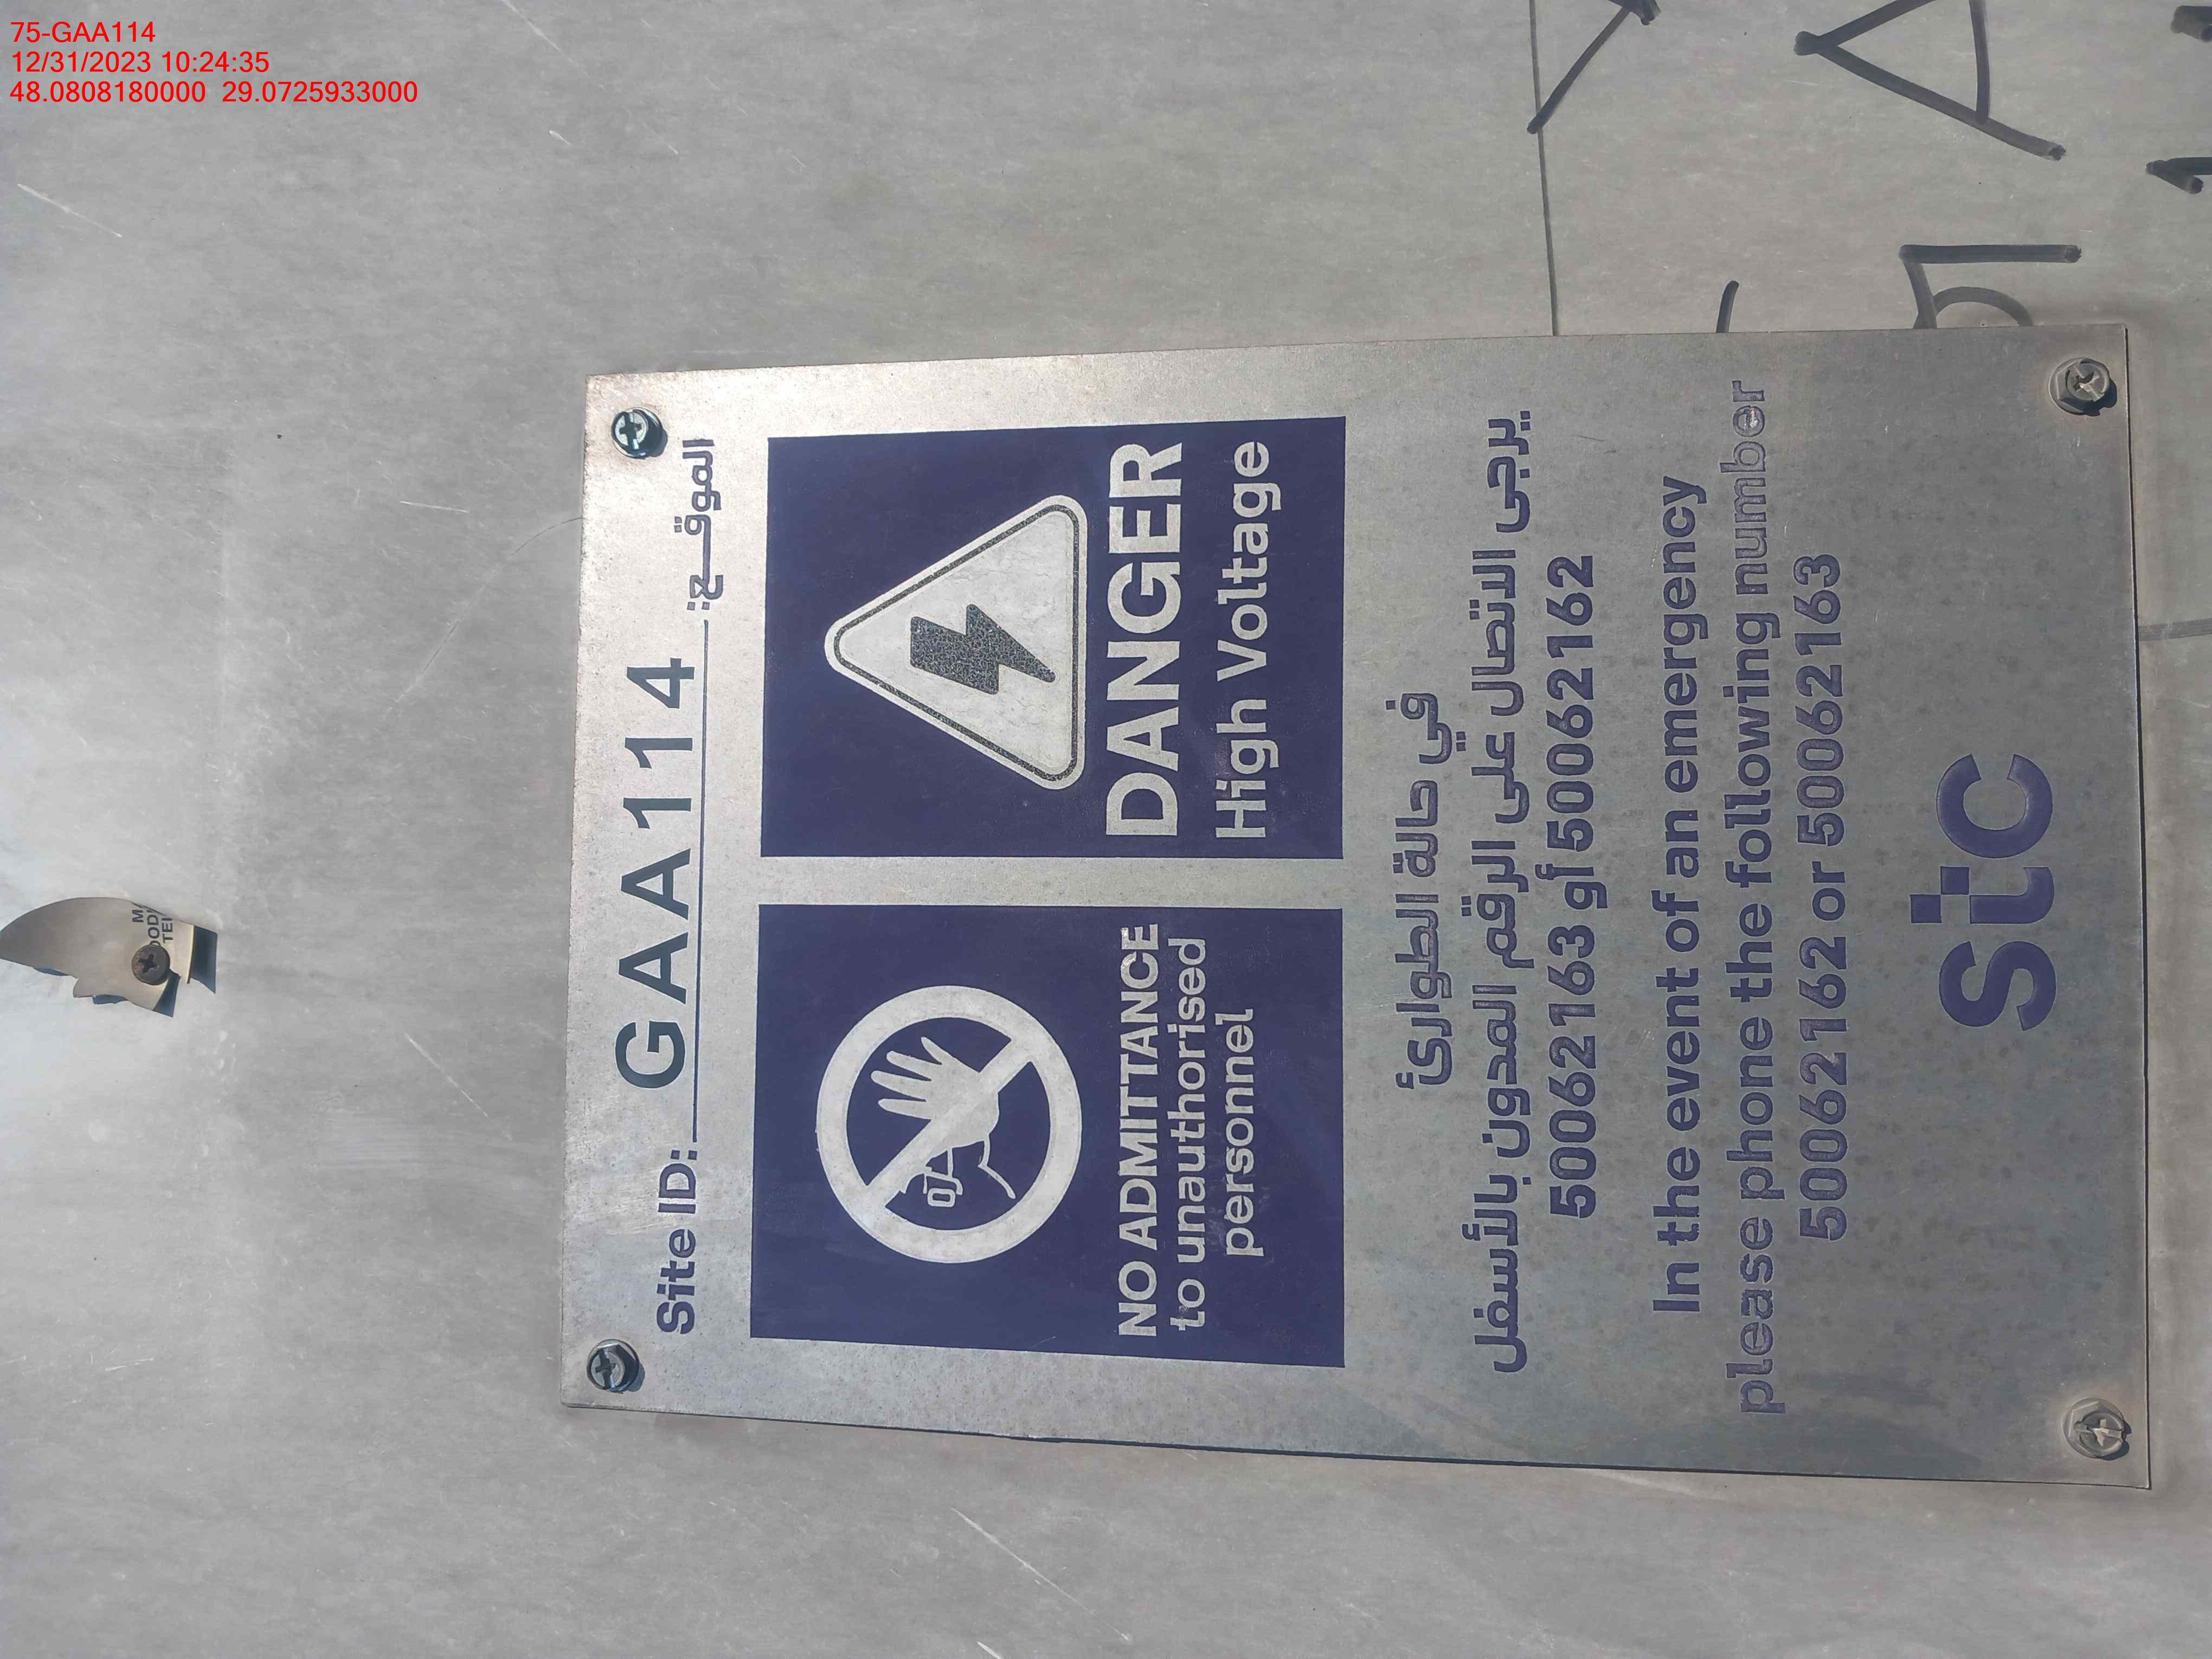 75-GAA114
12/31/2023 10:24:35
48.0808180000 29.0725933000
Site ID: GAA114 الموقع:
NO ADMITTANCE
to unauthorised
personnel
DANGER
High Voltage
في حالة الطوارئ
يرجى الاتصال على الرقم المدون بالأسفل
50062162 أو 50062163
In the event of an emergency
please phone the following number
50062162 or 50062163
stc